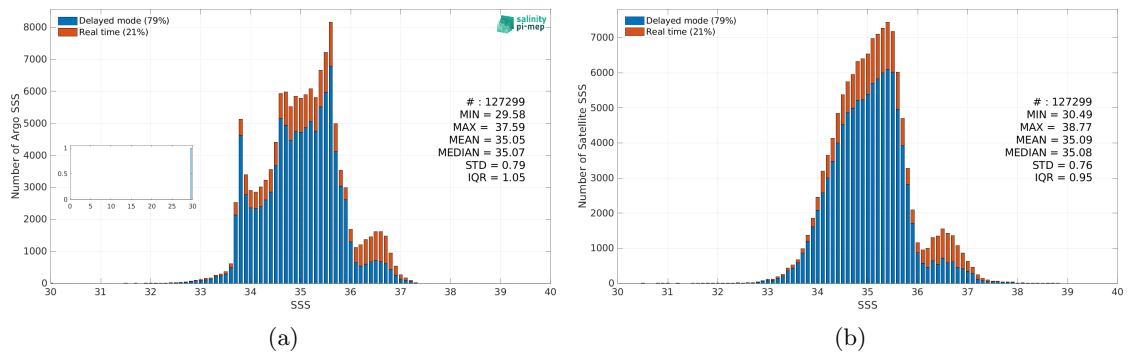 Delayed mode (79%)
Real time (21%)
salinity
pi-mep
8000
7000
6000
5000
4000
3000
2000
1000
0
Number of Argo SSS
# : 127299
MIN = 29.58
MAX = 37.59
MEAN = 35.05
MEDIAN = 35.07
STD = 0.79
IQR = 1.05
1
0.5
0
0 5 10 15 20 25 30
30 31 32 33 34 35 36 37 38 39 40
SSS
(a)
Delayed mode (79%)
Real time (21%)
7000
6000
5000
4000
3000
2000
1000
0
Number of Satellite SSS
# : 127299
MIN = 30.49
MAX = 38.77
MEAN = 35.09
MEDIAN = 35.08
STD = 0.76
IQR = 0.95
30 31 32 33 34 35 36 37 38 39 40
SSS
(b)